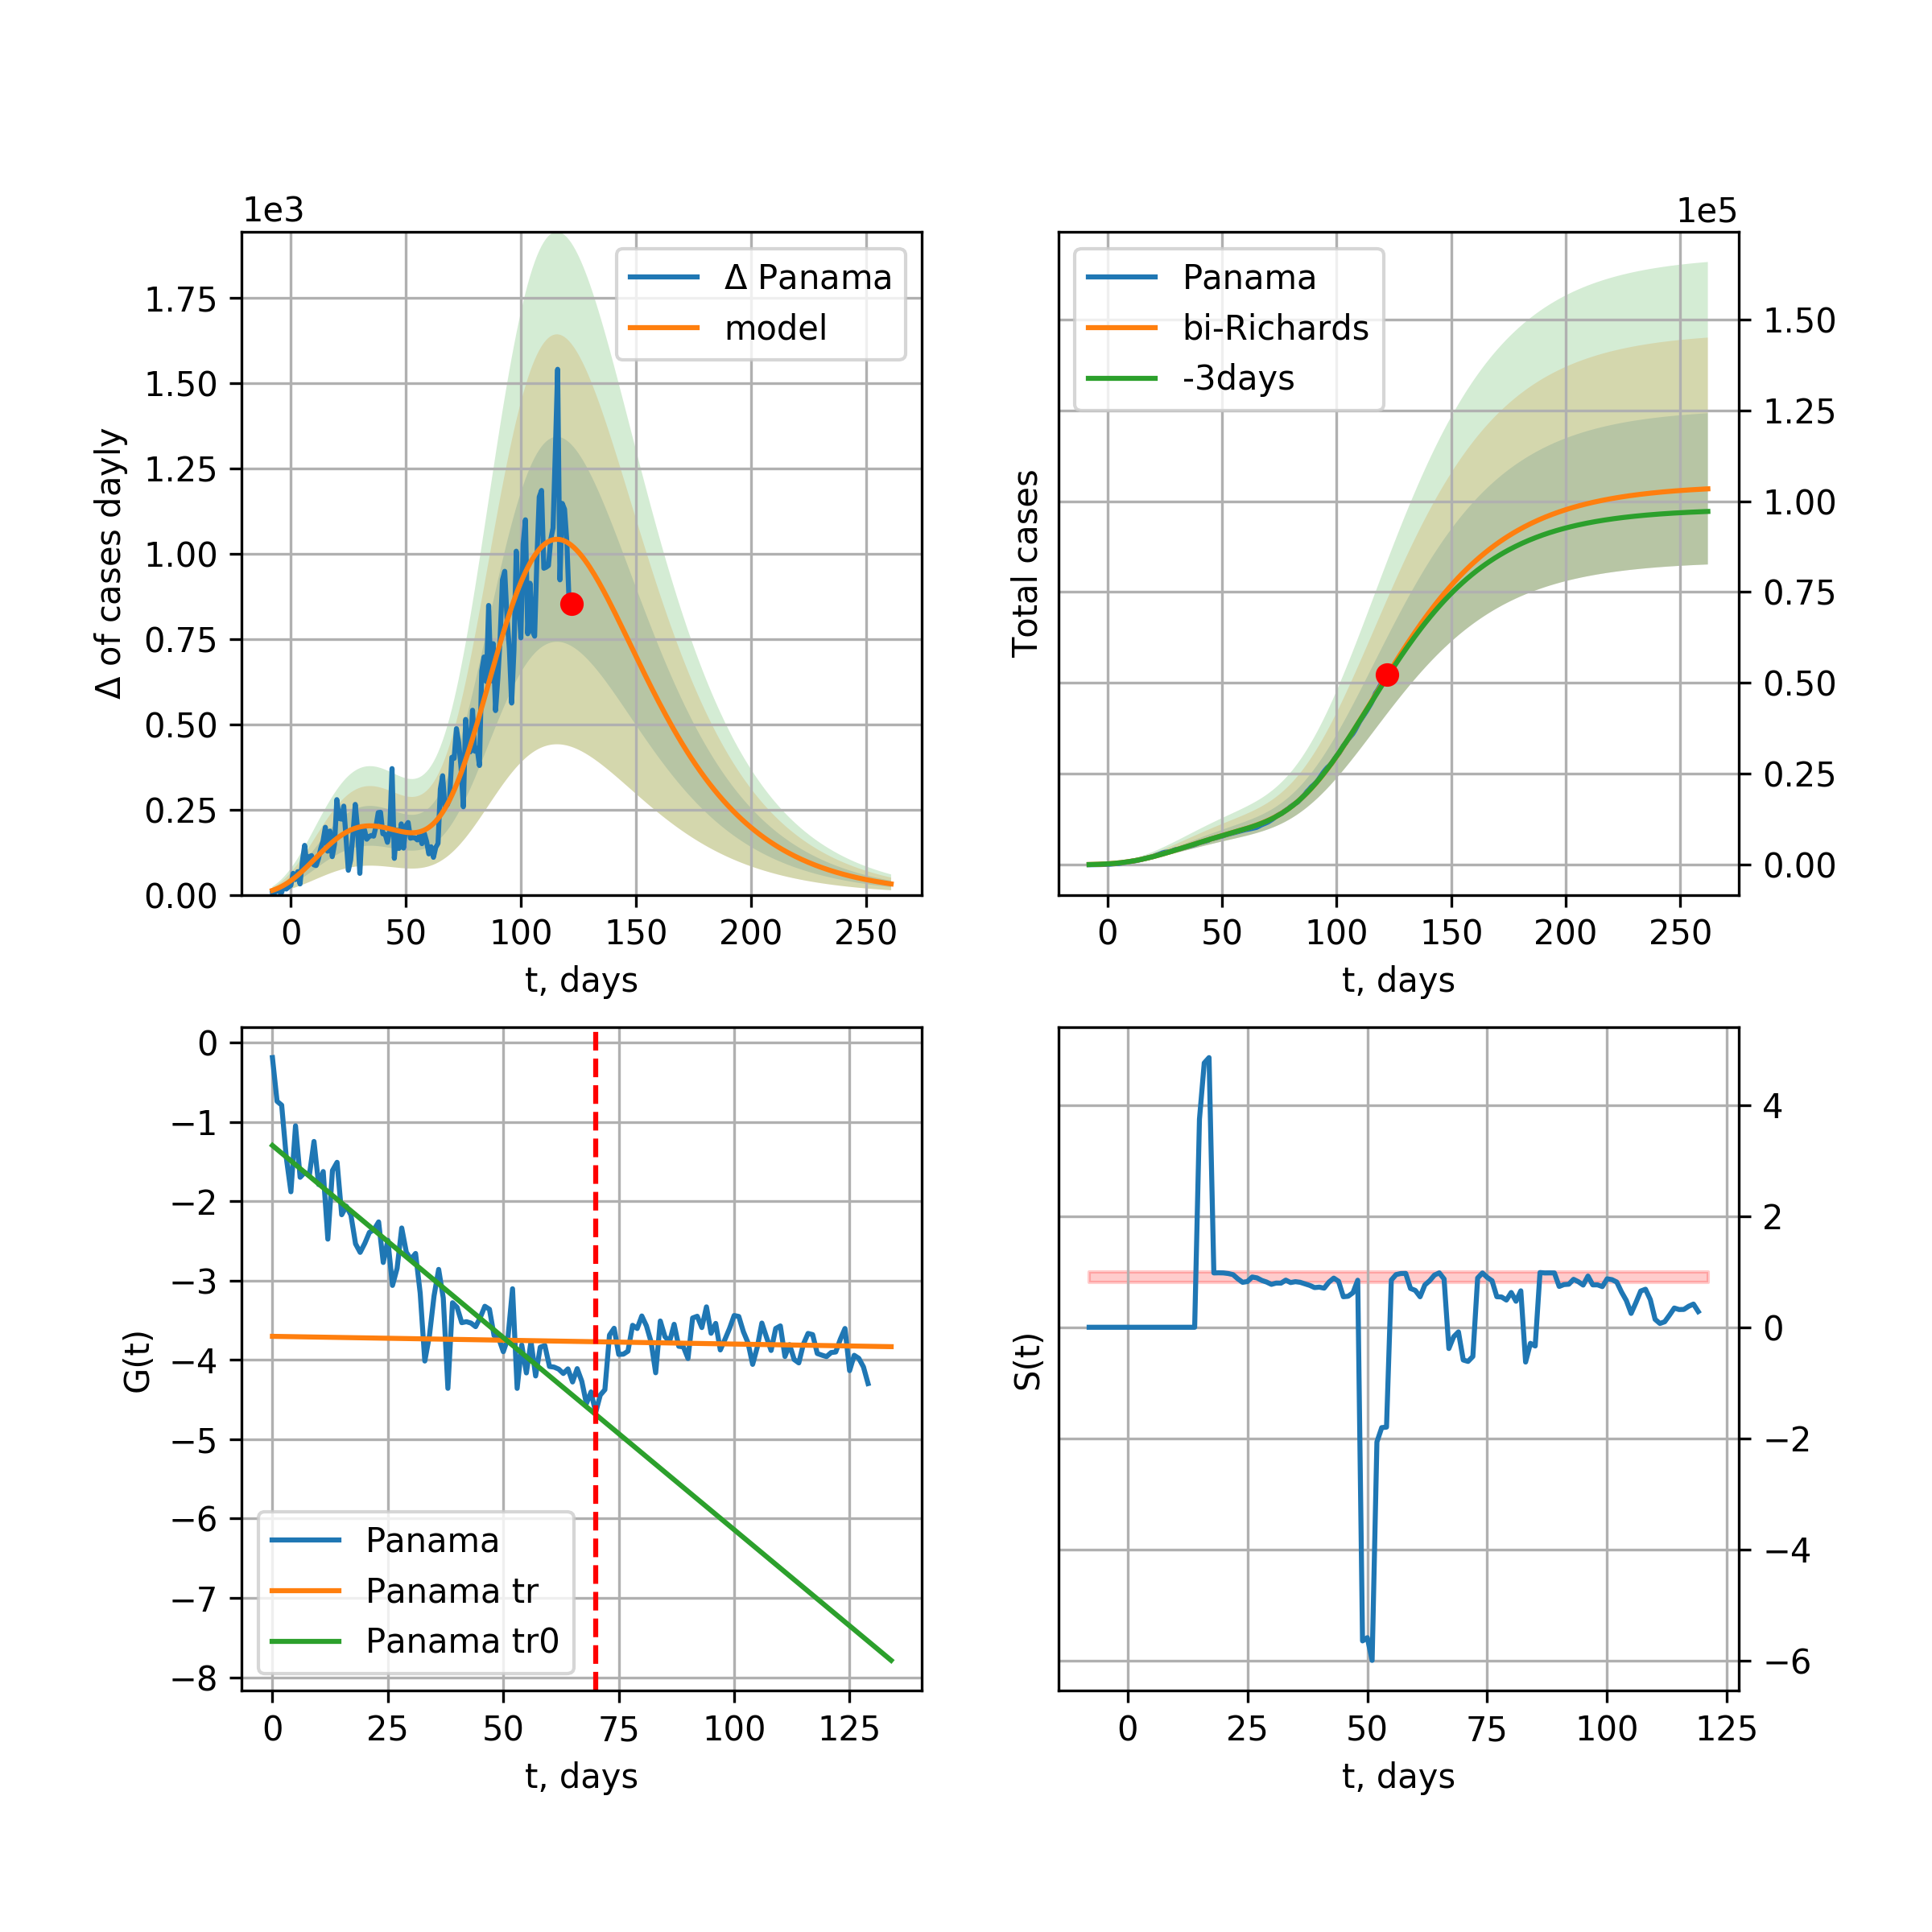 1e3
Δ of cases dayly
1.75
1.50
1.25
1.00
0.75
0.50
0.25
0.00
Δ Panama
model
0 50 100 150 200 250
t, days
1e5
Total cases
Panama
bi-Richards
-3days
1.50
1.25
1.00
0.75
0.50
0.25
0.00
0 50 100 150 200 250
t, days
G(t)
0
−1
−2
−3
−4
−5
−6
−7
−8
Panama
Panama tr
Panama tr0
0 25 50 75 100 125
t, days
S(t)
4
2
0
−2
−4
−6
0 25 50 75 100 125
t, days